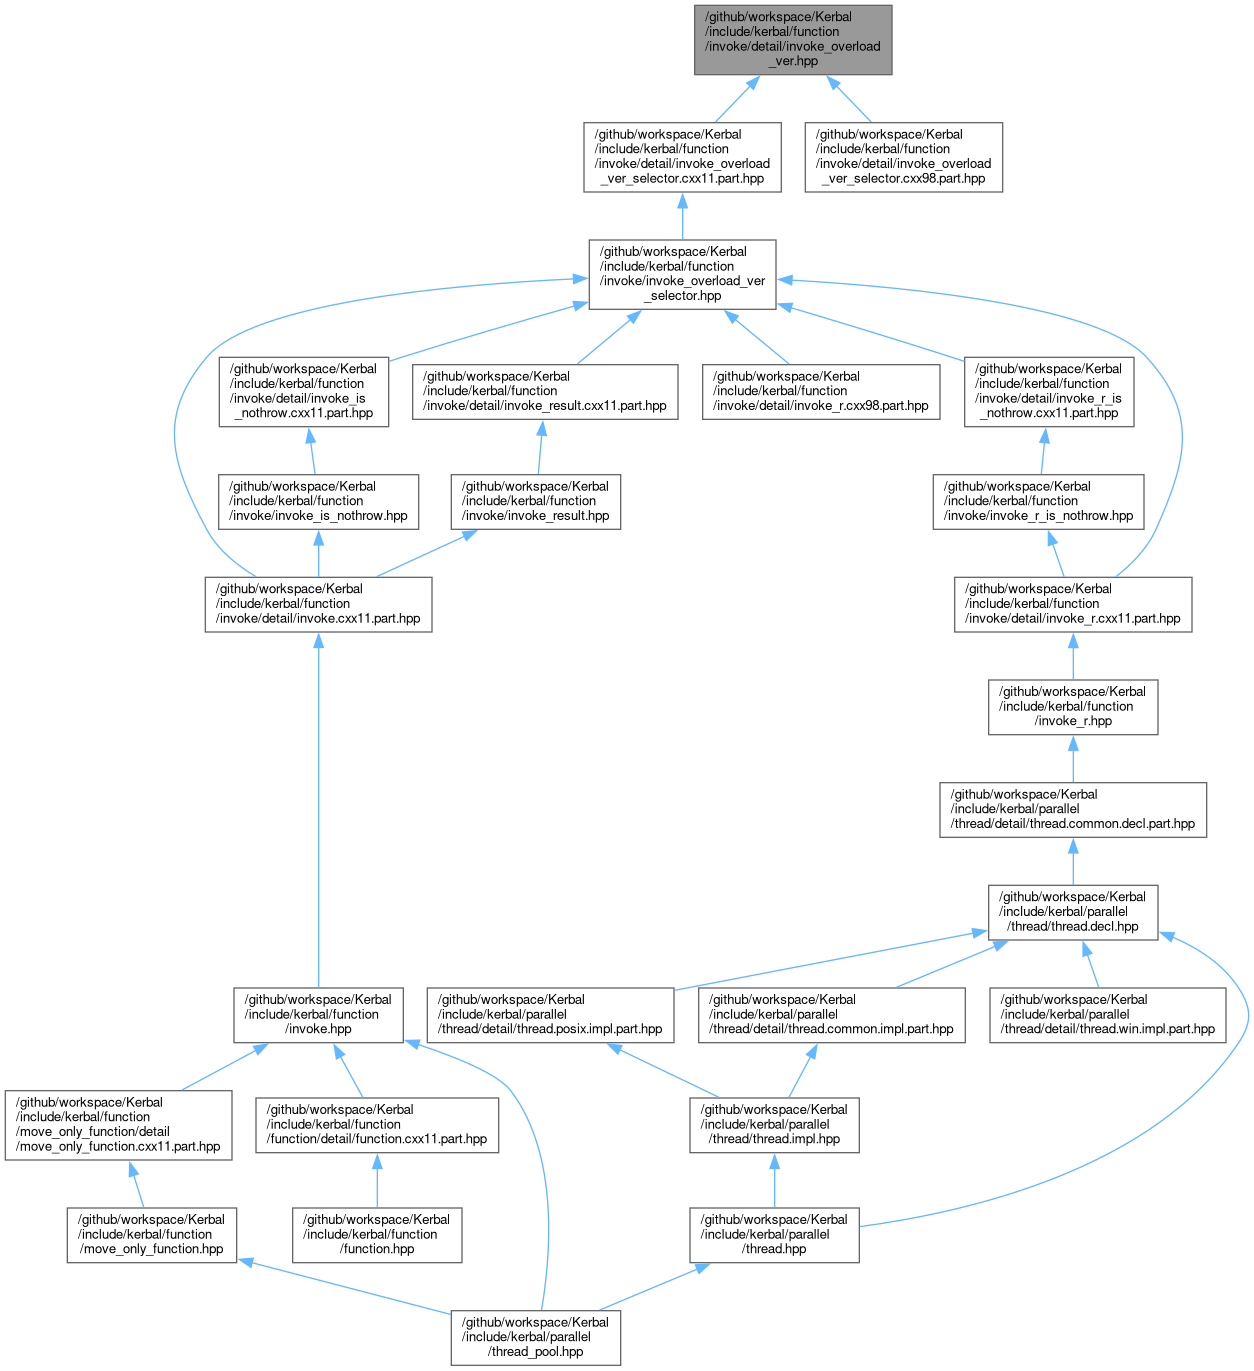 /github/workspace/Kerbal
/include/kerbal/function
/invoke/detail/invoke_overload
_ver.hpp
/github/workspace/Kerbal
/include/kerbal/function
/invoke/detail/invoke_overload
_ver_selector.cxx11.part.hpp
/github/workspace/Kerbal
/include/kerbal/function
/invoke/detail/invoke_overload
_ver_selector.cxx98.part.hpp
/github/workspace/Kerbal
/include/kerbal/function
/invoke/invoke_overload_ver
_selector.hpp
/github/workspace/Kerbal
/include/kerbal/function
/invoke/detail/invoke_is
_nothrow.cxx11.part.hpp
/github/workspace/Kerbal
/include/kerbal/function
/invoke/detail/invoke_result.cxx11.part.hpp
/github/workspace/Kerbal
/include/kerbal/function
/invoke/detail/invoke_r.cxx98.part.hpp
/github/workspace/Kerbal
/include/kerbal/function
/invoke/detail/invoke_r_is
_nothrow.cxx11.part.hpp
/github/workspace/Kerbal
/include/kerbal/function
/invoke/invoke_is_nothrow.hpp
/github/workspace/Kerbal
/include/kerbal/function
/invoke/invoke_result.hpp
/github/workspace/Kerbal
/include/kerbal/function
/invoke/invoke_r_is_nothrow.hpp
/github/workspace/Kerbal
/include/kerbal/function
/invoke/detail/invoke.cxx11.part.hpp
/github/workspace/Kerbal
/include/kerbal/function
/invoke/detail/invoke_r.cxx11.part.hpp
/github/workspace/Kerbal
/include/kerbal/function
/invoke_r.hpp
/github/workspace/Kerbal
/include/kerbal/parallel
/thread/detail/thread.common.decl.part.hpp
/github/workspace/Kerbal
/include/kerbal/parallel
/thread/thread.decl.hpp
/github/workspace/Kerbal
/include/kerbal/function
/invoke.hpp
/github/workspace/Kerbal
/include/kerbal/parallel
/thread/detail/thread.posix.impl.part.hpp
/github/workspace/Kerbal
/include/kerbal/parallel
/thread/detail/thread.common.impl.part.hpp
/github/workspace/Kerbal
/include/kerbal/parallel
/thread/detail/thread.win.impl.part.hpp
/github/workspace/Kerbal
/include/kerbal/function
/move_only_function/detail
/move_only_function.cxx11.part.hpp
/github/workspace/Kerbal
/include/kerbal/function
/function/detail/function.cxx11.part.hpp
/github/workspace/Kerbal
/include/kerbal/parallel
/thread/thread.impl.hpp
/github/workspace/Kerbal
/include/kerbal/function
/move_only_function.hpp
/github/workspace/Kerbal
/include/kerbal/function
/function.hpp
/github/workspace/Kerbal
/include/kerbal/parallel
/thread.hpp
/github/workspace/Kerbal
/include/kerbal/parallel
/thread_pool.hpp